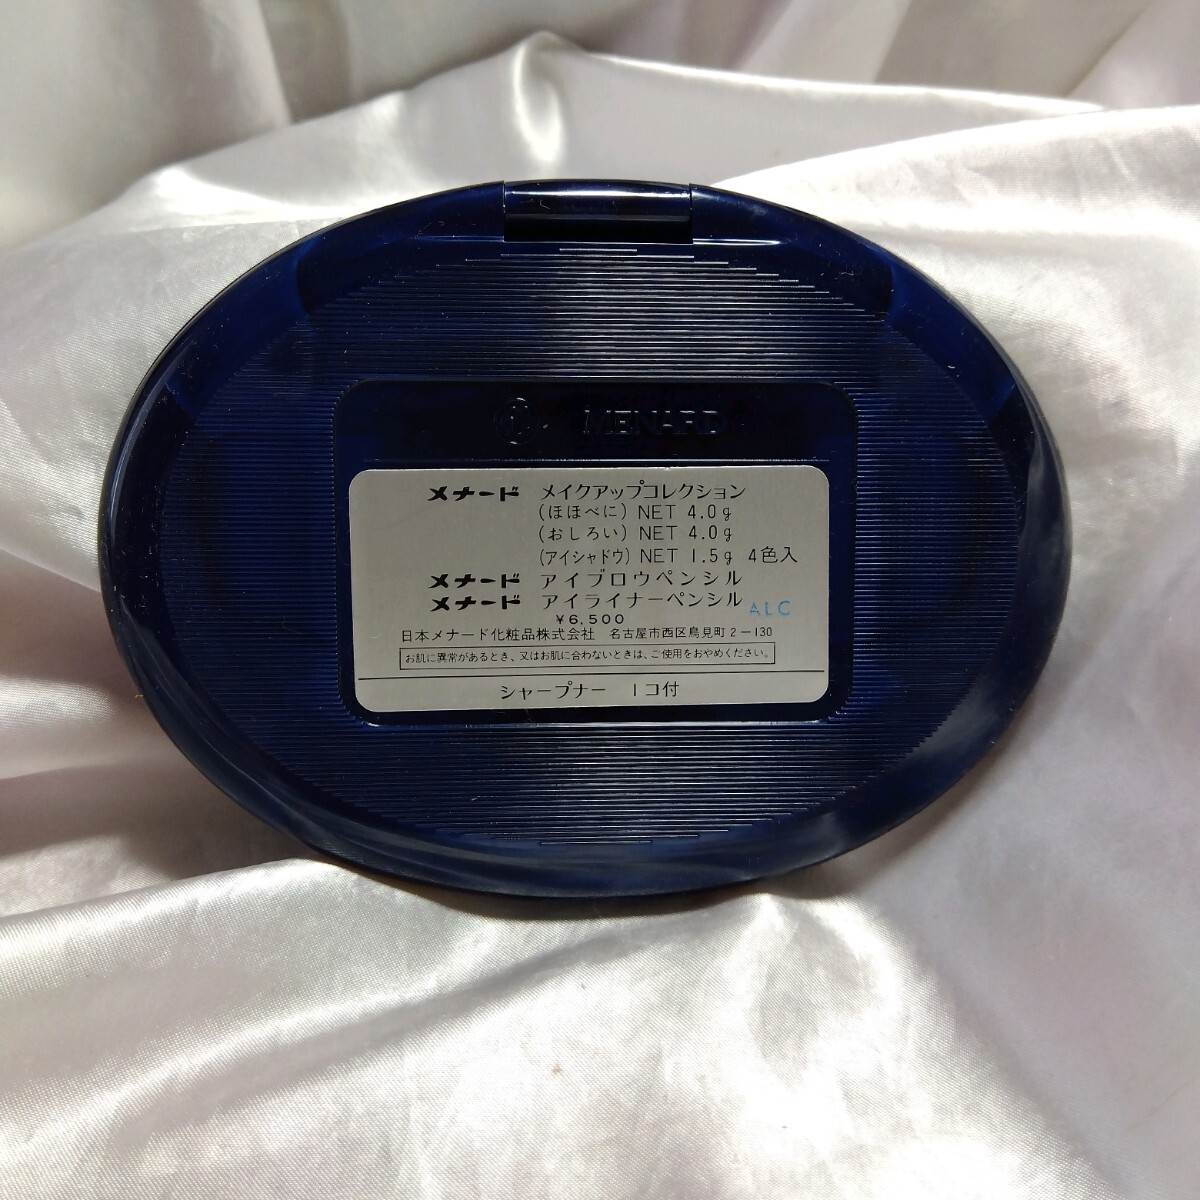 MENARD
メナード メイクアップコレクション
(ほほべに) NET 4.0g
(おしろい) NET 4.0g
(アイシャドウ) NET 1.5g 4色入
メナード アイブロウペンシル
メナード アイライナーペンシル ALC
¥6,500
日本メナード化粧品株式会社 名古屋市西区鳥見町2-130
お肌に異常があるとき、又はお肌に合わないときは、ご使用をおやめください。
シャープナー 1コ付